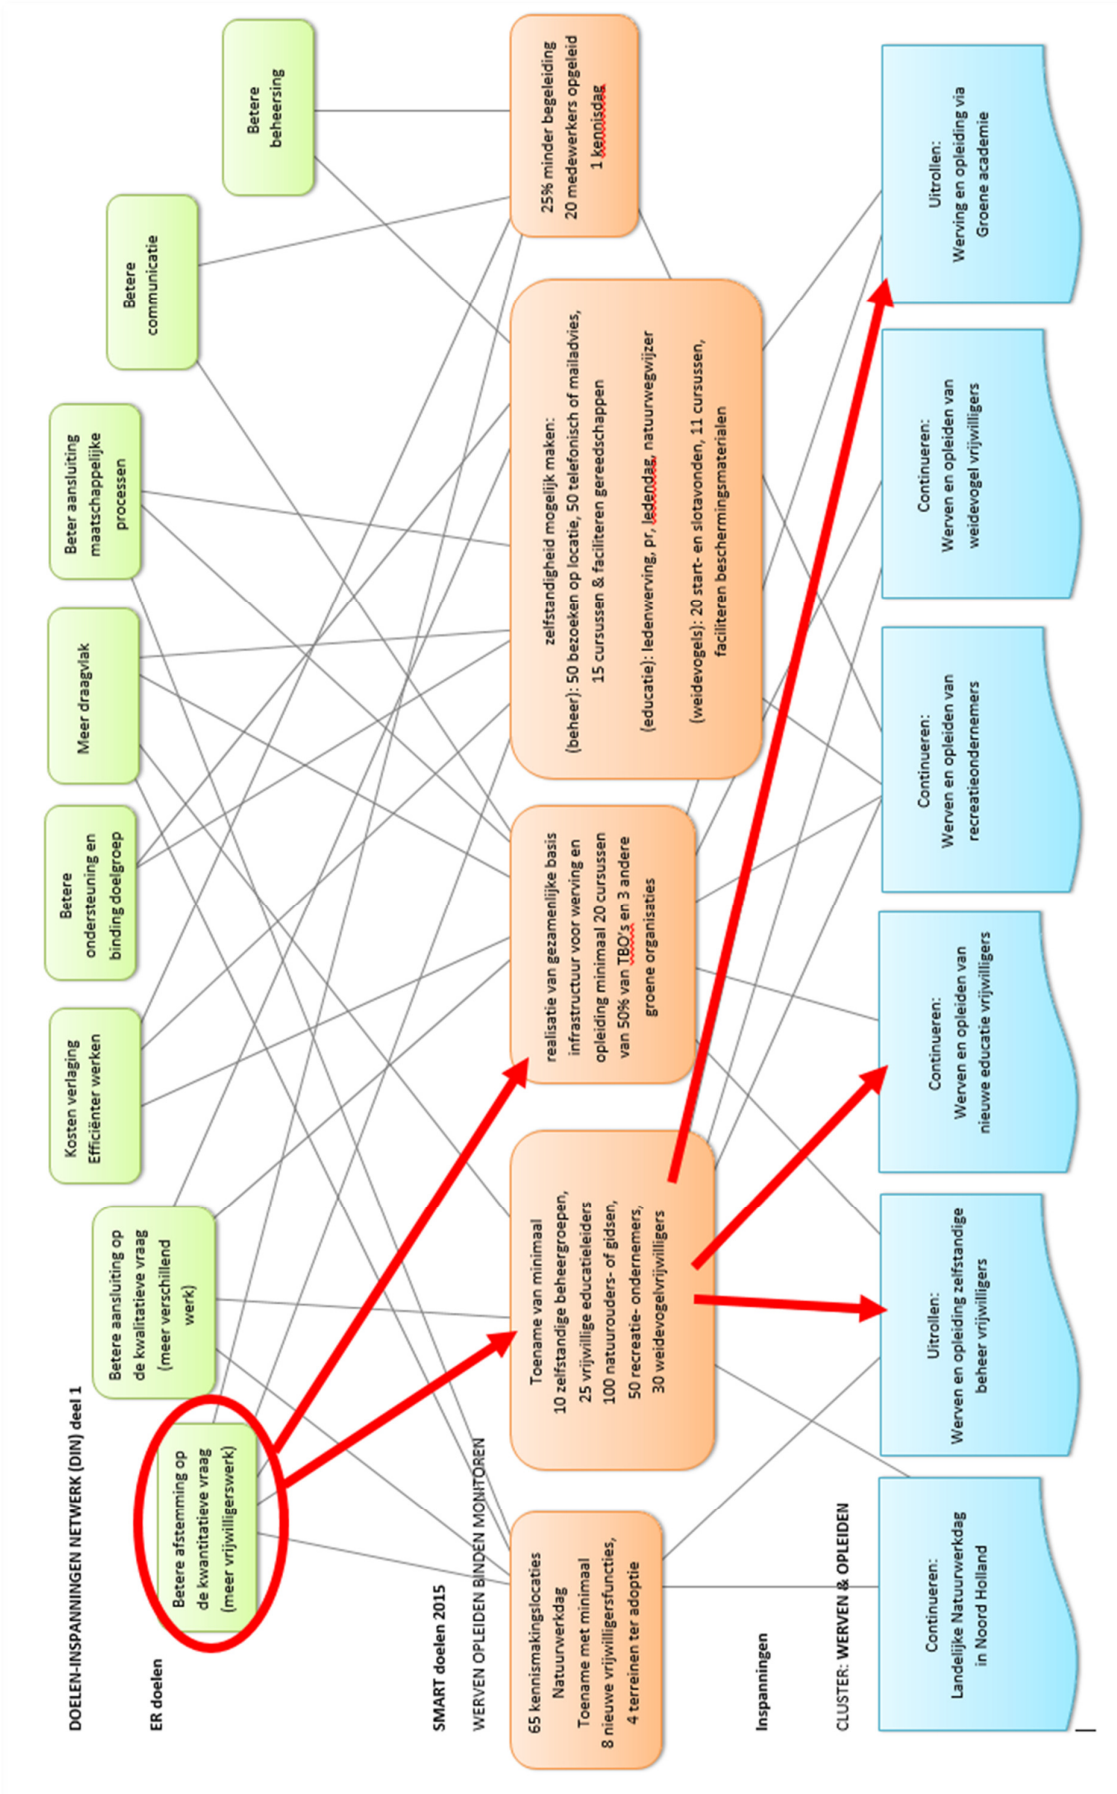 DOELEN-INSPANNINGEN NETWERK (DIN) deel 1
ER doelen
Betere afstemming op
de kwantitatieve vraag
(meer vrijwilligerswerk)
Betere aansluiting op
de kwalitatieve vraag
(meer verschillend
werk)
Kosten verlaging
Efficiënter werken
Betere
ondersteuning en
binding doelgroep
Meer draagvlak
Beter aansluiting
maatschappelijke
processen
Betere
communicatie
Betere
beheersing
SMART doelen 2015
WERVEN OPLEIDEN BINDEN MONITOREN
65 kennismakingslocaties
Natuurwerkdag
Toename met minimaal
8 nieuwe vrijwilligersfuncties,
4 terreinen ter adoptie
Toename van minimaal
10 zelfstandige beheergroepen,
25 vrijwillige educatieleiders
100 natuurouders- of gidsen,
50 recreatie- ondernemers,
30 weidevogelvrijwilligers
realisatie van gezamenlijke basis
infrastructuur voor werving en
opleiding minimaal 20 cursussen
van 50% van TBO's en 3 andere
groene organisaties
zelfstandigheid mogelijk maken:
(beheer): 50 bezoeken op locatie, 50 telefonisch of mailadvies,
15 cursussen & faciliteren gereedschappen
(educatie): ledenwerving, pr, ledendag, natuurwegwijzer
(weidevogels): 20 start- en slotavonden, 11 cursussen,
faciliteren beschermingsmaterialen
25% minder begeleiding
20 medewerkers opgeleid
1 kennisdag
Inspanningen
CLUSTER: WERVEN & OPLEIDEN
Continueren:
Landelijke Natuurwerkdag
in Noord Holland
Uitrollen:
Werven en opleiding zelfstandige
beheer vrijwilligers
Continueren:
Werven en opleiden van
nieuwe educatie vrijwilligers
Continueren:
Werven en opleiden van
recreatieondernemers
Continueren:
Werven en opleiden van
weidevogel vrijwilligers
Uitrollen:
Werving en opleiding via
Groene academie